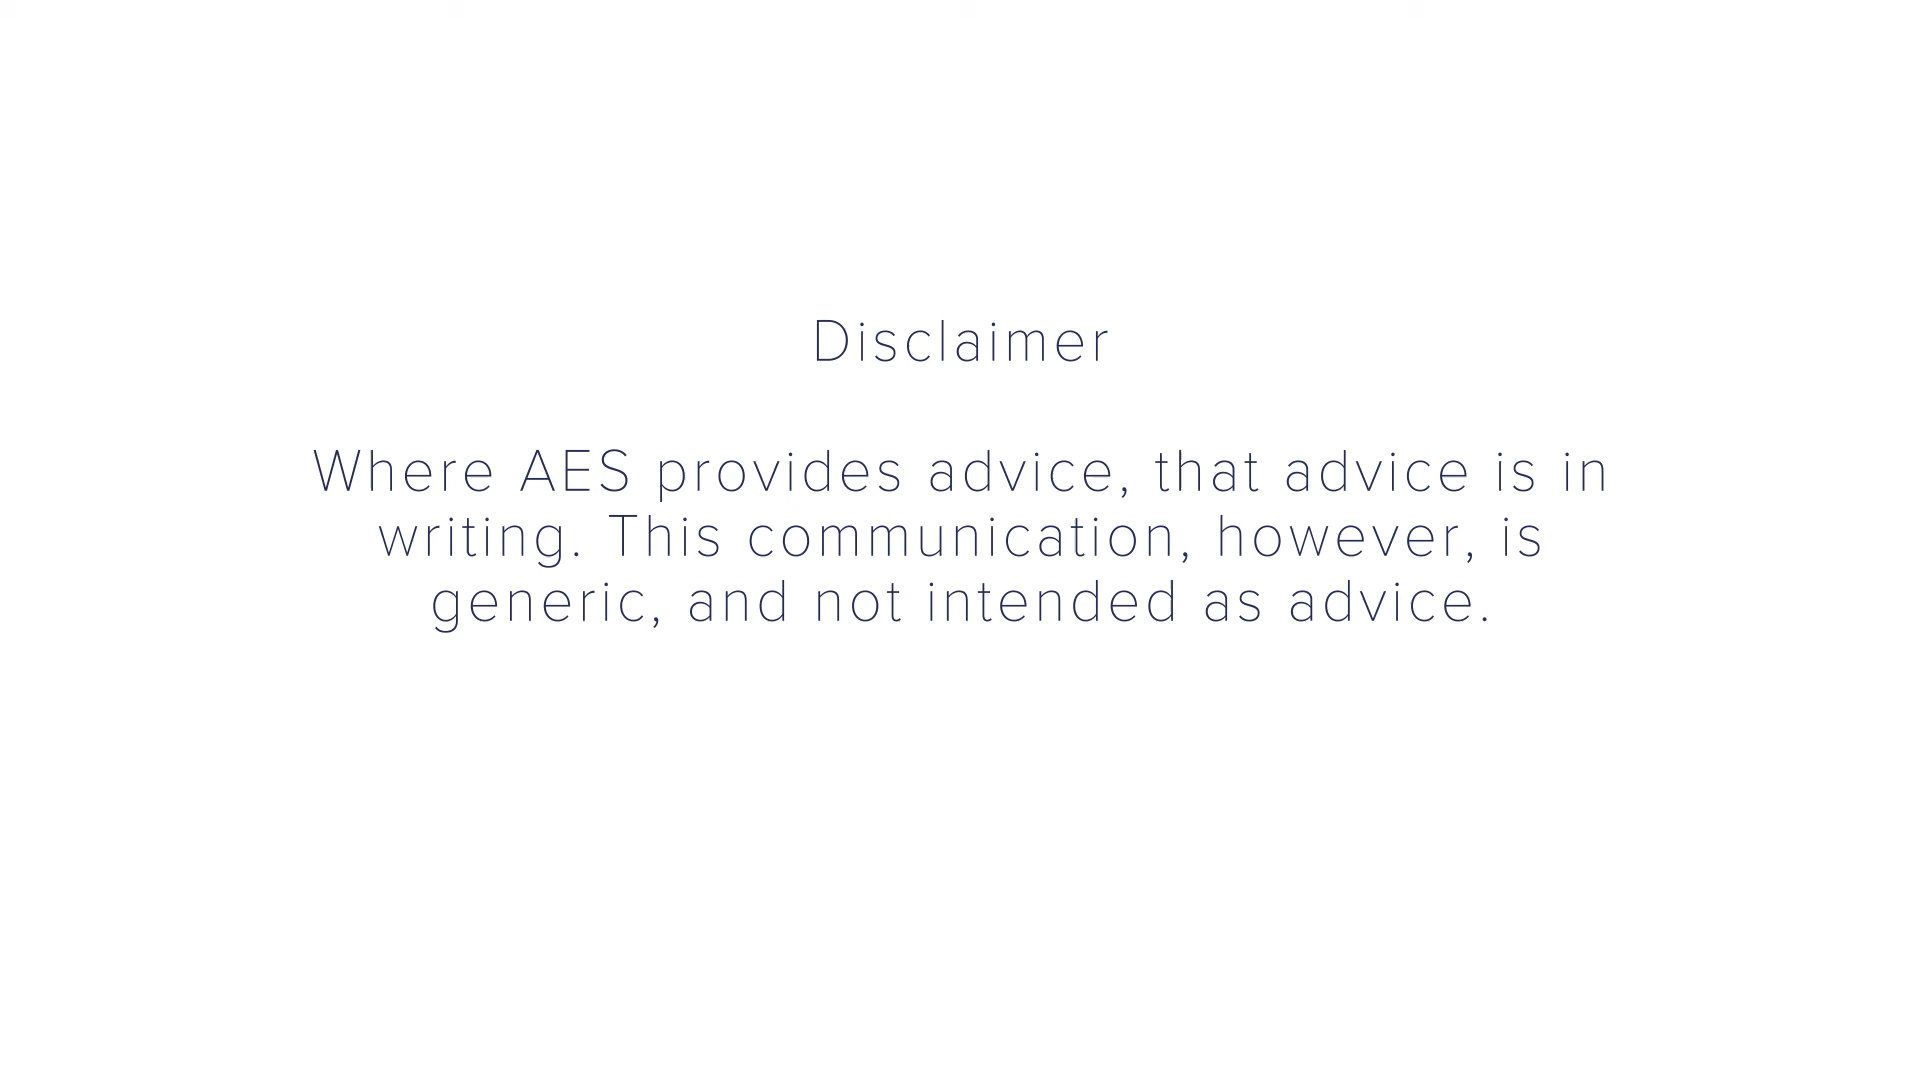 Disclaimer
Where AES provides advice, that advice is in
writing. This communication, however, is
generic, and not intended as advice.